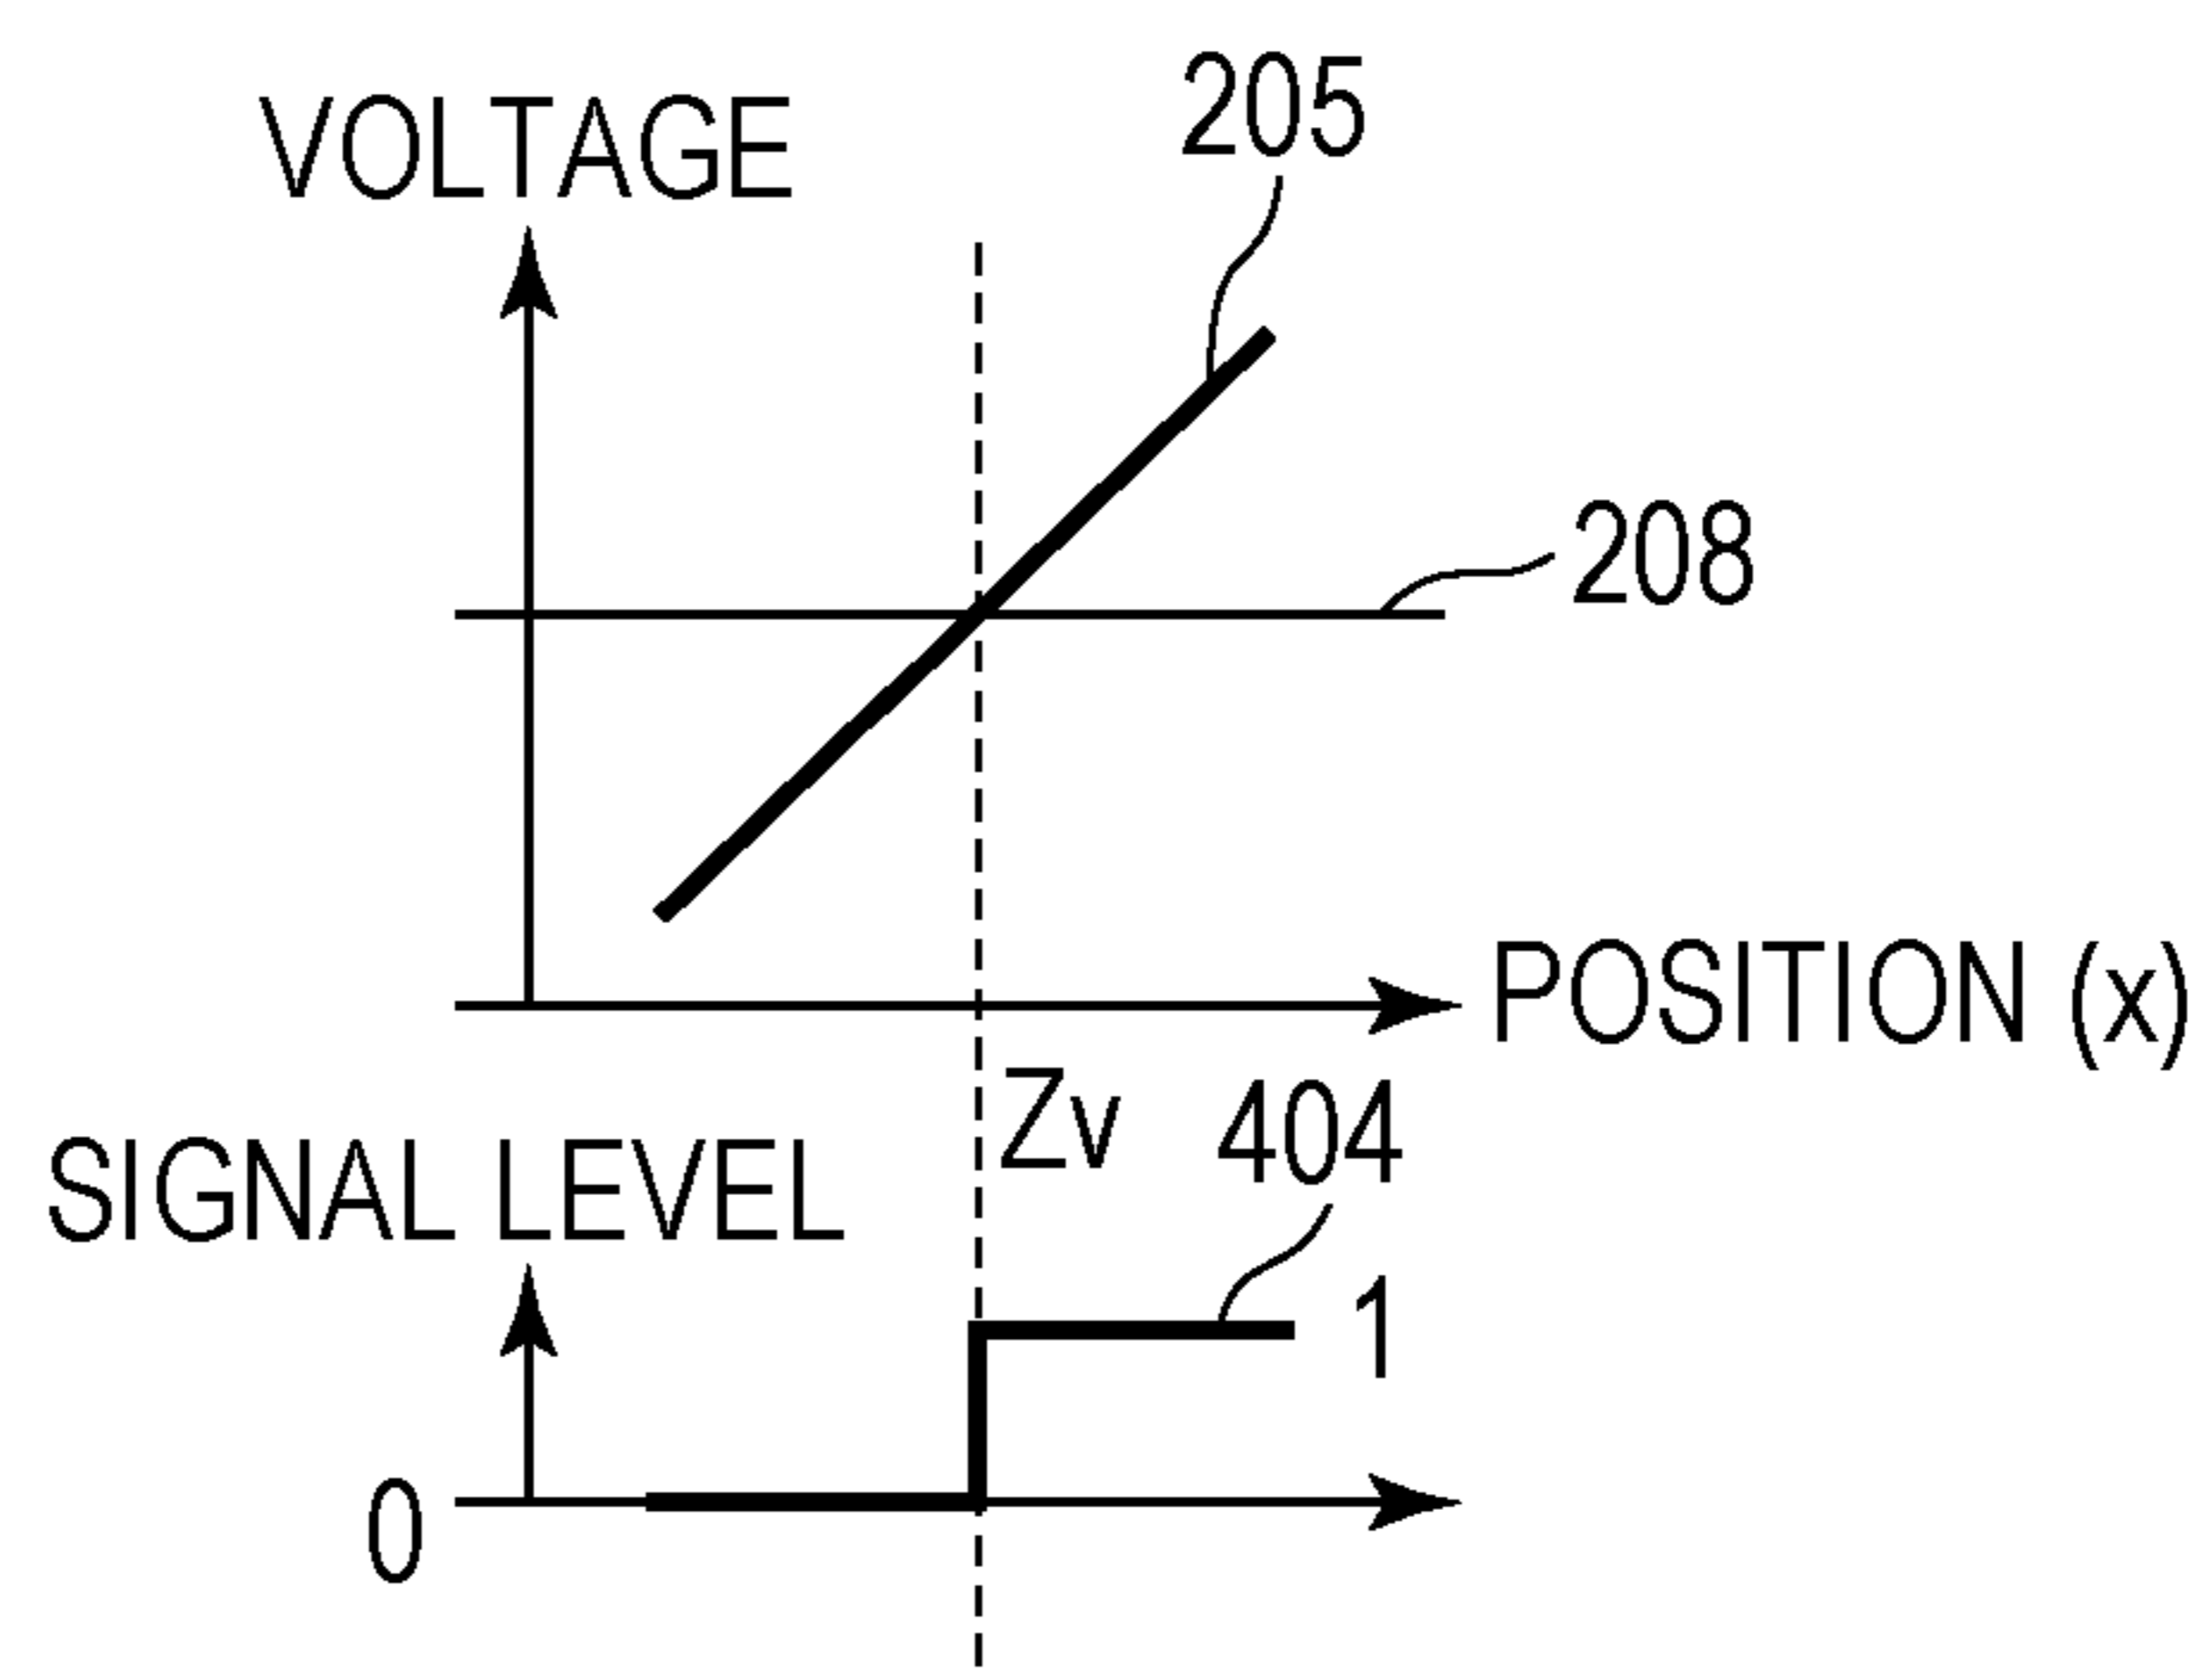 VOLTAGE
205
208
POSITION (x)
Zv
404
SIGNAL LEVEL
1
0